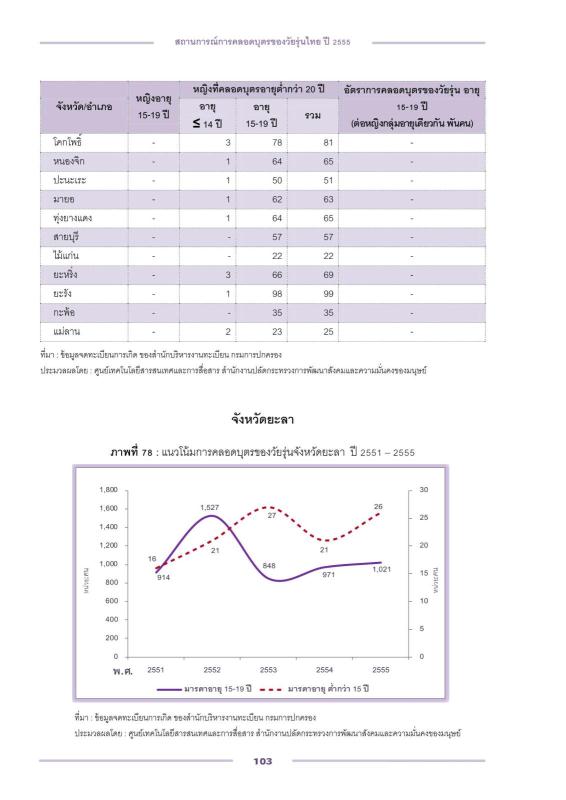 สถานการณ์การคลอดบุตรของวัยรุ่นไทย ปี 2555
จังหวัด/อำเภอ หญิงอายุ 15-19 ปี หญิงที่คลอดบุตรอายุต่ำกว่า 20 ปี อัตราการคลอดบุตรของวัยรุ่น อายุ 15-19 ปี (ต่อหญิงกลุ่มอายุเดียวกัน พันคน)
อายุ ≤ 14 ปี อายุ 15-19 ปี รวม
โคกโพธิ์ - 3 78 81 -
หนองจิก - 1 64 65 -
ปะนะเระ - 1 50 51 -
มายอ - 1 62 63 -
ทุ่งยางแดง - 1 64 65 -
สายบุรี - - 57 57 -
ไม้แก่น - - 22 22 -
ยะหริ่ง - 3 66 69 -
ยะรัง - 1 98 99 -
กะพ้อ - - 35 35 -
แม่ลาน - 2 23 25 -
ที่มา : ข้อมูลจดทะเบียนการเกิด ของสำนักบริหารงานทะเบียน กรมการปกครอง
ประมวลผลโดย : ศูนย์เทคโนโลยีสารสนเทศและการสื่อสาร สำนักงานปลัดกระทรวงการพัฒนาสังคมและความมั่นคงของมนุษย์
จังหวัดยะลา
ภาพที่ 78 : แนวโน้มการคลอดบุตรของวัยรุ่นจังหวัดยะลา ปี 2551 – 2555
1,800 30
1,600 25
1,400
1,200 20
1,000 15
800
600 10
400 5
200
0 0
หน่วย:คน
หน่วย:คน
914 1,527 848 971 1,021
16 21 27 21 26
พ.ศ. 2551 2552 2553 2554 2555
มารดาอายุ 15-19 ปี มารดาอายุ ต่ำกว่า 15 ปี
ที่มา : ข้อมูลจดทะเบียนการเกิด ของสำนักบริหารงานทะเบียน กรมการปกครอง
ประมวลผลโดย : ศูนย์เทคโนโลยีสารสนเทศและการสื่อสาร สำนักงานปลัดกระทรวงการพัฒนาสังคมและความมั่นคงของมนุษย์
103